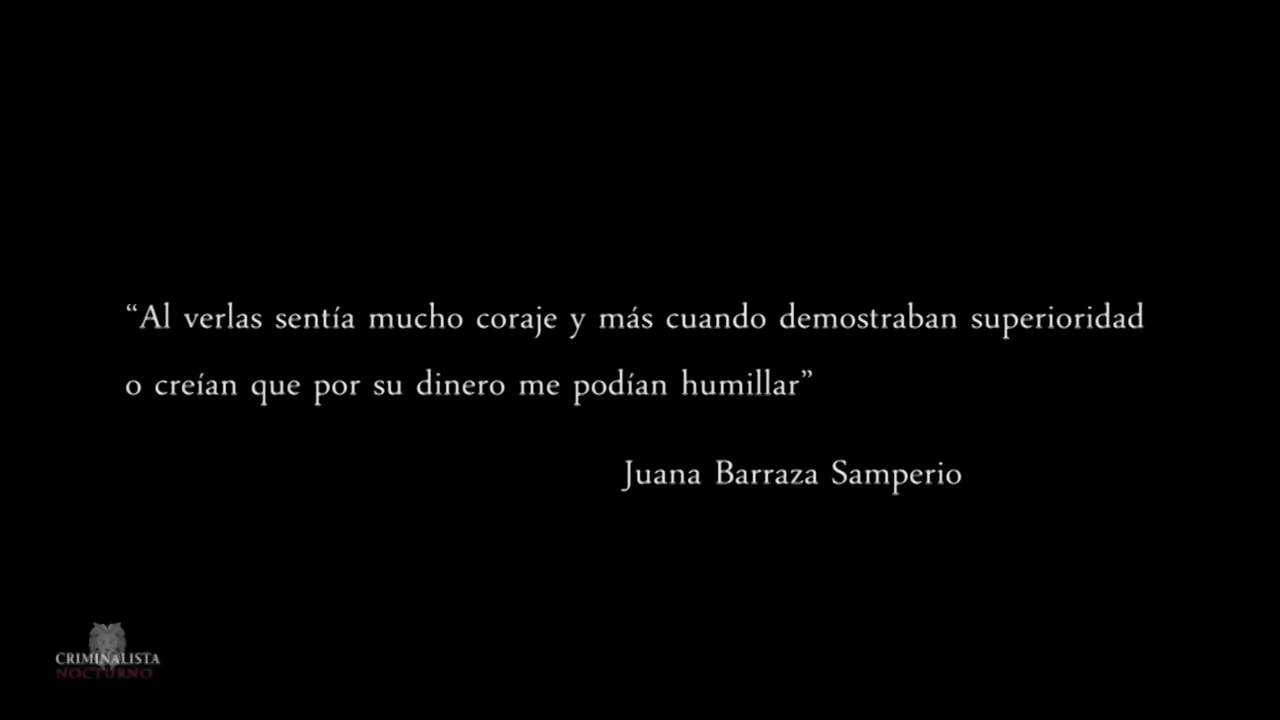 “Al verlas sentía mucho coraje y más cuando demostraban superioridad
o creían que por su dinero me podían humillar”
Juana Barraza Samperio
CRIMINALISTA
NOCTURNO